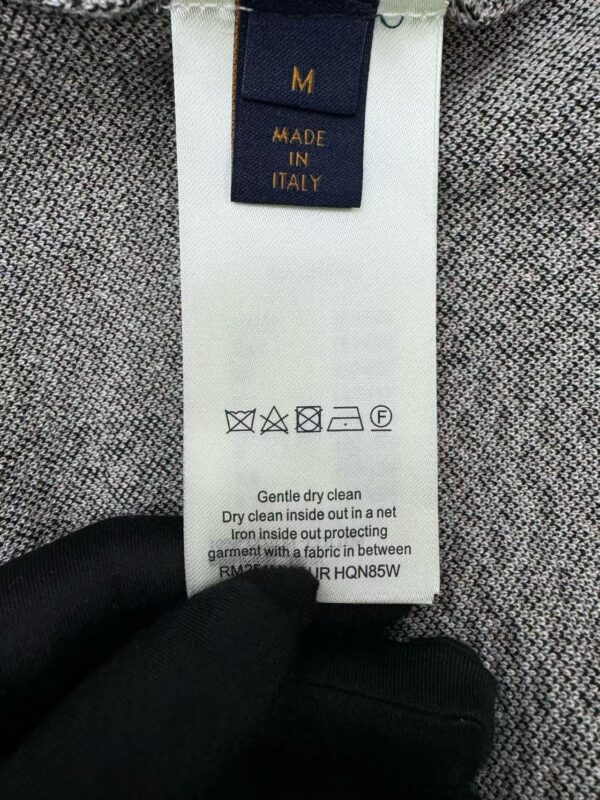 M
MADE
IN
ITALY
F
Gentle dry clean
Dry clean inside out in a net
Iron inside out protecting
garment with a fabric in between
HQN85W